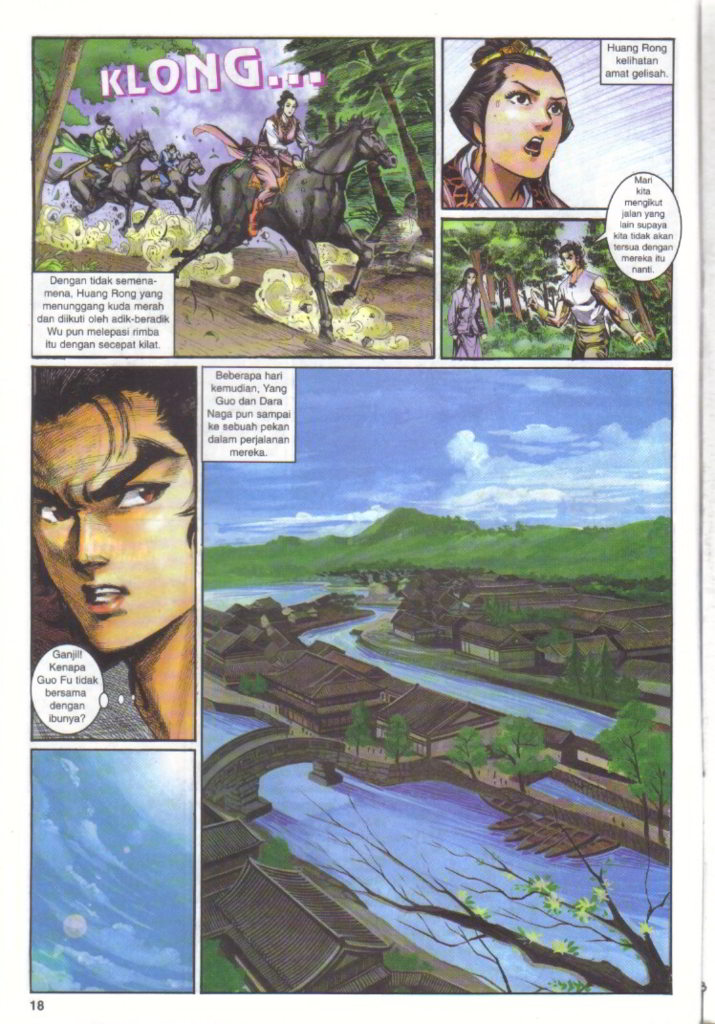 KLONG...
Dengan tidak semena-
mena, Huang Rong yang
menunggang kuda merah
dan diikuti oleh adik-beradik
Wu pun melepasi rimba
itu dengan secepat kilat.
Huang Rong
kelihatan
amat gelisah.
Mari
kita
mengikut
jalan yang
lain supaya
kita tidak akan
tersua dengan
mereka itu
nanti.
Ganjil!
Kenapa
Guo Fu tidak
bersama
dengan
ibunya?
Beberapa hari
kemudian, Yang
Guo dan Dara
Naga pun sampai
ke sebuah pekan
dalam perjalanan
mereka.
18